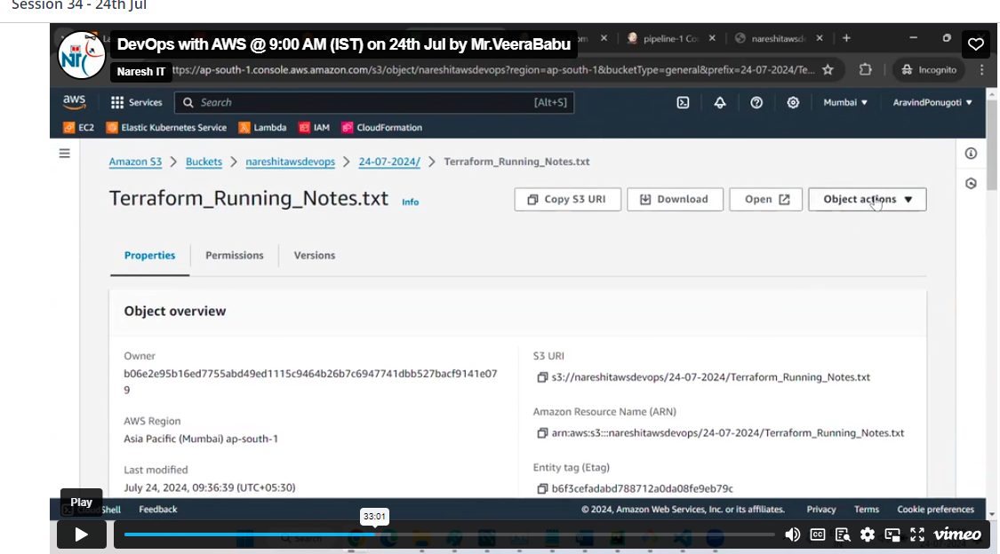 Session 34 - 24th Jul
DevOps with AWS @ 9:00 AM (IST) on 24th Jul by Mr.VeeraBabu
Naresh IT
pipeline-1
nareshitawsd
ttps://ap-south-1.console.aws.amazon.com/s3/object/nareshitawsdevops?region=ap-south-1&bucketType=general&prefix=24-07-2024/Te...
Incognito
aws
Services
Search
[Alt+S]
Mumbai
AravindPonugoti
EC2
Elastic Kubernetes Service
Lambda
IAM
CloudFormation
Amazon S3 > Buckets > nareshitawsdevops > 24-07-2024/ > Terraform_Running_Notes.txt
Terraform_Running_Notes.txt
Info
Copy S3 URI
Download
Open
Object actions
Properties
Permissions
Versions
Object overview
Owner
b06e2e95b16ed7755abd49ed1115c9464b26b7c6947741dbb527bacf9141e07
9
AWS Region
Asia Pacific (Mumbai) ap-south-1
Last modified
July 24, 2024, 09:36:39 (UTC+05:30)
S3 URI
s3://nareshitawsdevops/24-07-2024/Terraform_Running_Notes.txt
Amazon Resource Name (ARN)
arn:aws:s3:::nareshitawsdevops/24-07-2024/Terraform_Running_Notes.txt
Entity tag (Etag)
b6f3cefadabd788712a0da08fe9eb79c
Play
CloudShell
Feedback
© 2024, Amazon Web Services, Inc. or its affiliates.
Privacy
Terms
Cookie preferences
33:01
Search
CC
vimeo